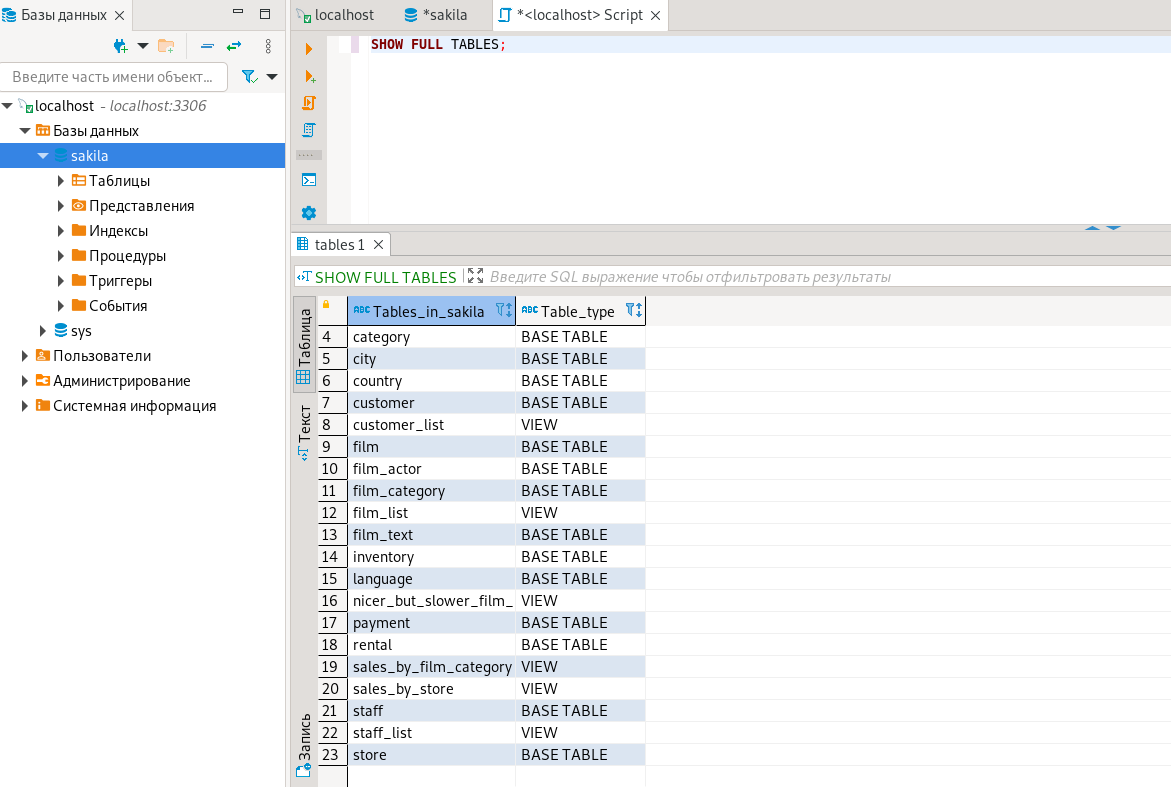 Базы данных
localhost
*sakila
*<localhost> Script
Введите часть имени объект...
localhost - localhost:3306
Базы данных
sakila
Таблицы
Представления
Индексы
Процедуры
Триггеры
События
sys
Пользователи
Администрирование
Системная информация
SHOW FULL TABLES;
tables 1
SHOW FULL TABLES
Введите SQL выражение чтобы отфильтровать результаты
Таблица
Текст
Запись
ABC Tables_in_sakila ABC Table_type
4 category BASE TABLE
5 city BASE TABLE
6 country BASE TABLE
7 customer BASE TABLE
8 customer_list VIEW
9 film BASE TABLE
10 film_actor BASE TABLE
11 film_category BASE TABLE
12 film_list VIEW
13 film_text BASE TABLE
14 inventory BASE TABLE
15 language BASE TABLE
16 nicer_but_slower_film_ VIEW
17 payment BASE TABLE
18 rental BASE TABLE
19 sales_by_film_category VIEW
20 sales_by_store VIEW
21 staff BASE TABLE
22 staff_list VIEW
23 store BASE TABLE